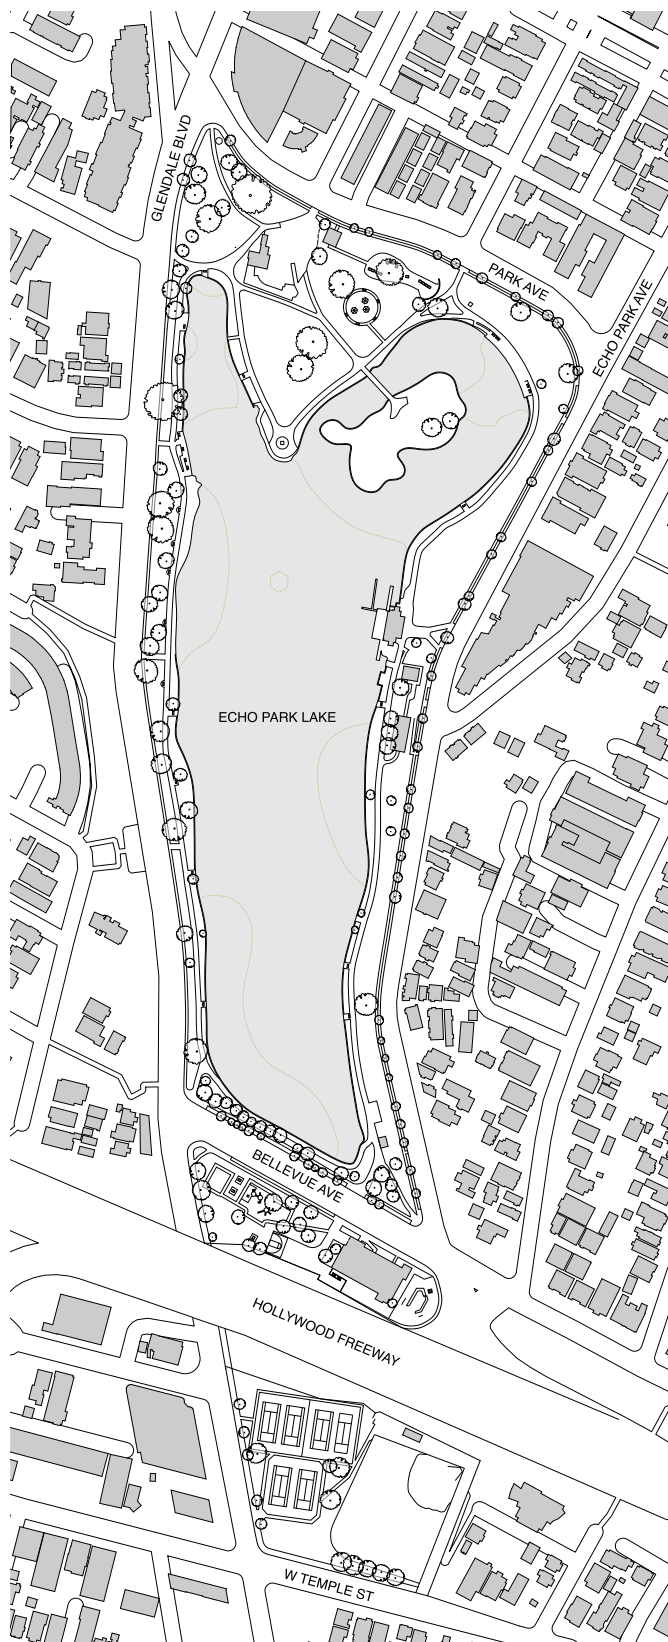 GLENDALE BLVD
PARK AVE
ECHO PARK AVE
ECHO PARK LAKE
BELLEVUE AVE
HOLLYWOOD FREEWAY
W TEMPLE ST